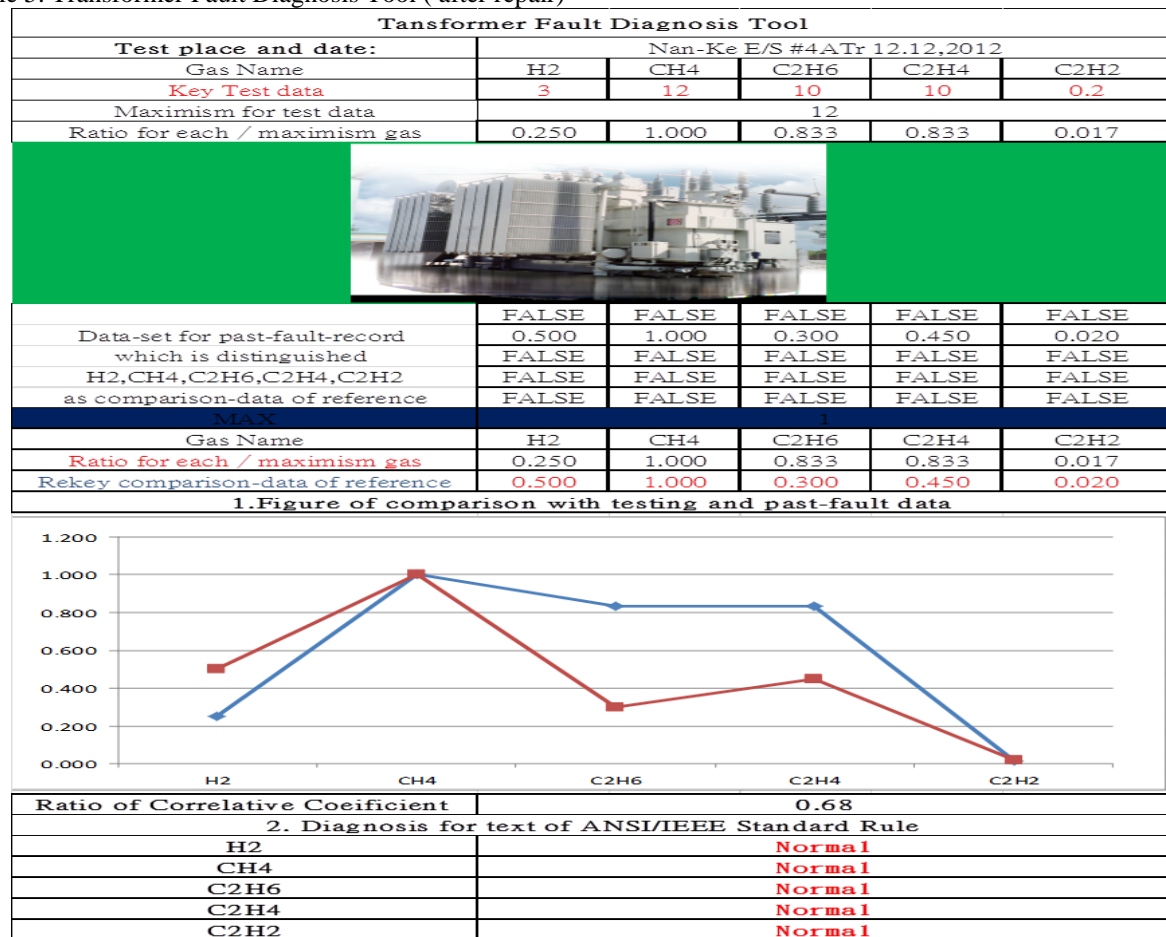 Transformer Fault Diagnosis Tool ( after repair)
Tansformer Fault Diagnosis Tool
Test place and date: Nan-Ke E/S #4ATr 12.12,2012
Gas Name H2 CH4 C2H6 C2H4 C2H2
Key Test data 3 12 10 10 0.2
Maximism for test data 12
Ratio for each / maximism gas 0.250 1.000 0.833 0.833 0.017
FALSE FALSE FALSE FALSE FALSE
Data-set for past-fault-record 0.500 1.000 0.300 0.450 0.020
which is distinguished FALSE FALSE FALSE FALSE FALSE
H2,CH4,C2H6,C2H4,C2H2 FALSE FALSE FALSE FALSE FALSE
as comparison-data of reference FALSE FALSE FALSE FALSE FALSE
MAX 1
Gas Name H2 CH4 C2H6 C2H4 C2H2
Ratio for each / maximism gas 0.250 1.000 0.833 0.833 0.017
Rekey comparison-data of reference 0.500 1.000 0.300 0.450 0.020
1.Figure of comparison with testing and past-fault data
1.200
1.000
0.800
0.600
0.400
0.200
0.000
H2 CH4 C2H6 C2H4 C2H2
Ratio of Correlative Coeificient 0.68
2. Diagnosis for text of ANSI/IEEE Standard Rule
H2 Normal
CH4 Normal
C2H6 Normal
C2H4 Normal
C2H2 Normal